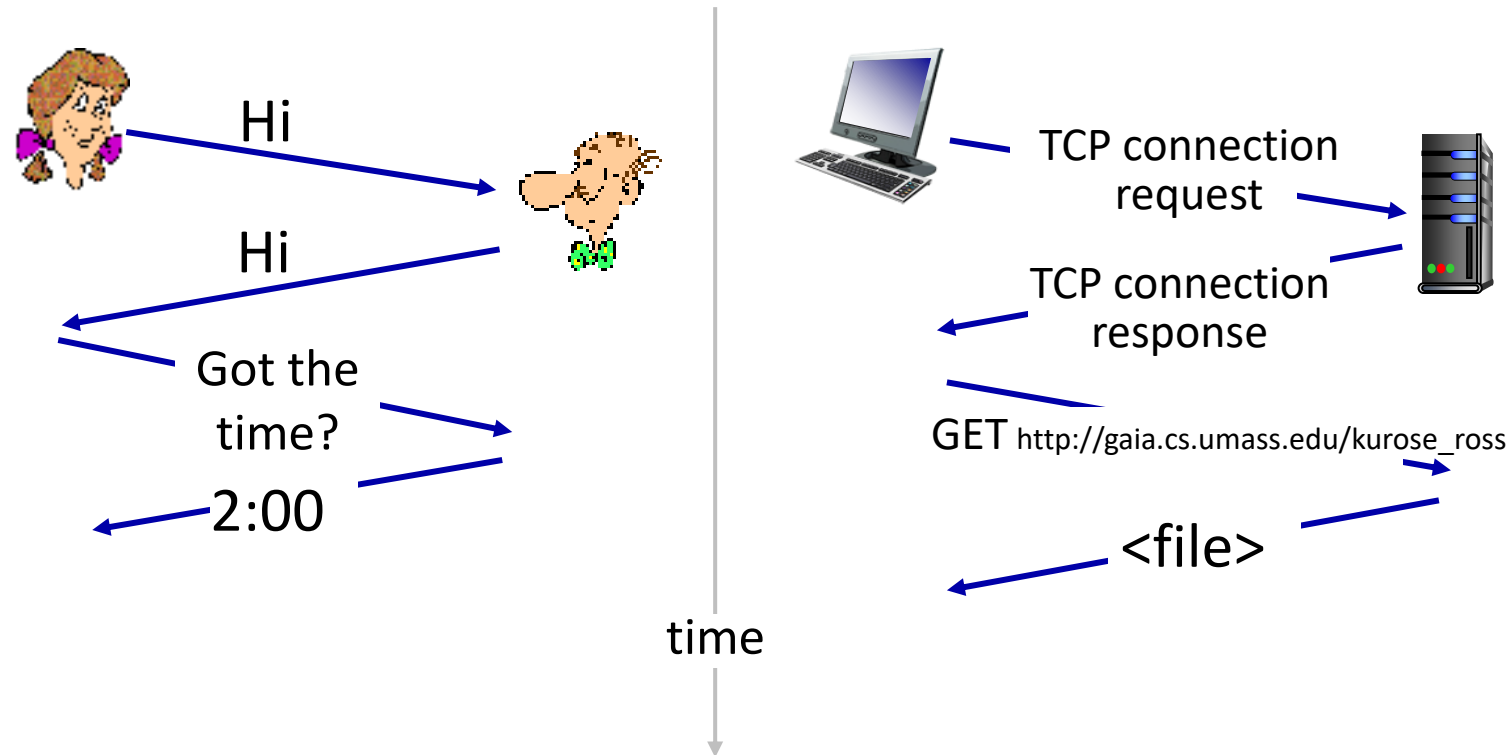 Hi
Hi
Got the
time?
2:00
TCP connection
request
TCP connection
response
GET http://gaia.cs.umass.edu/kurose_ross
<file>
time